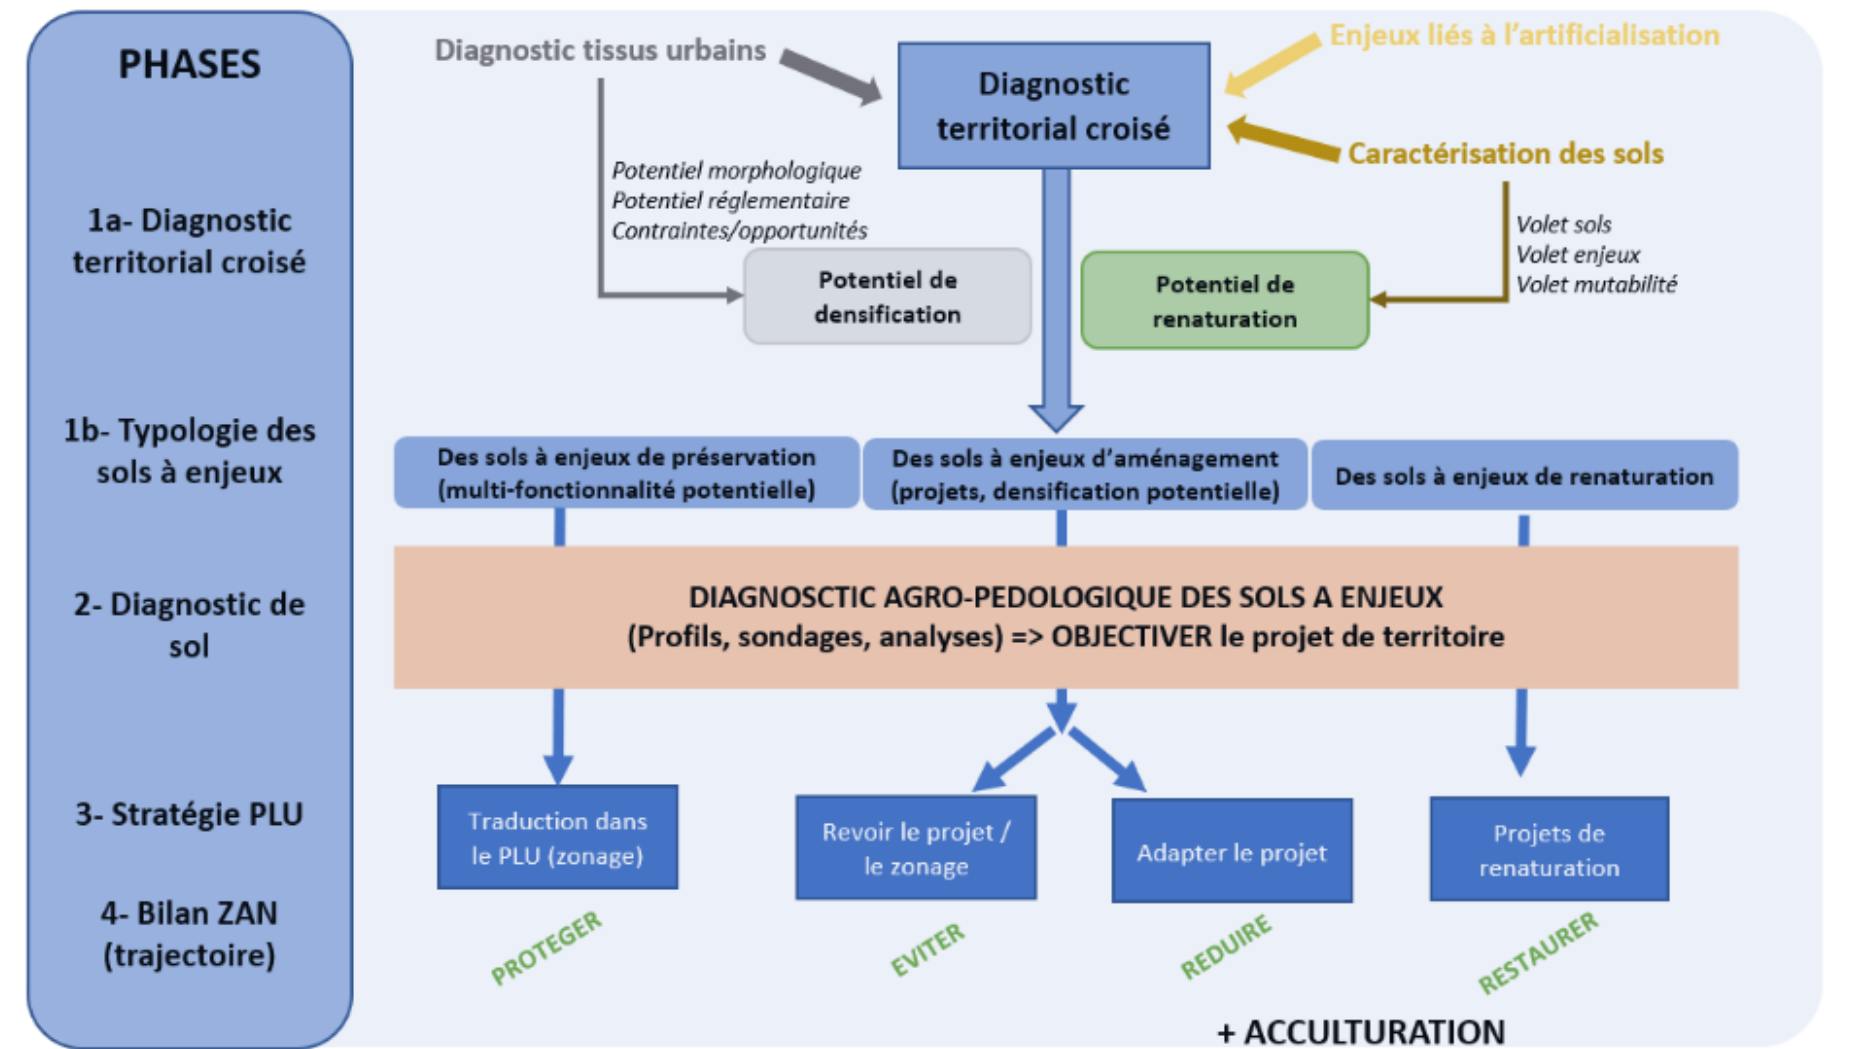 PHASES
1a- Diagnostic
territorial croisé
1b- Typologie des
sols à enjeux
2- Diagnostic de
sol
3- Stratégie PLU
4- Bilan ZAN
(trajectoire)
Diagnostic tissus urbains
Diagnostic
territorial croisé
Enjeux liés à l'artificialisation
Caractérisation des sols
Potentiel morphologique
Potentiel réglementaire
Contraintes/opportunités
Volet sols
Volet enjeux
Volet mutabilité
Potentiel de
densification
Potentiel de
renaturation
Des sols à enjeux de préservation
(multi-fonctionnalité potentielle)
Des sols à enjeux d'aménagement
(projets, densification potentielle)
Des sols à enjeux de renaturation
DIAGNOSCTIC AGRO-PEDOLOGIQUE DES SOLS A ENJEUX
(Profils, sondages, analyses) => OBJECTIVER le projet de territoire
Traduction dans
le PLU (zonage)
Revoir le projet /
le zonage
Adapter le projet
Projets de
renaturation
PROTEGER
EVITER
REDUIRE
RESTAURER
+ ACCULTURATION